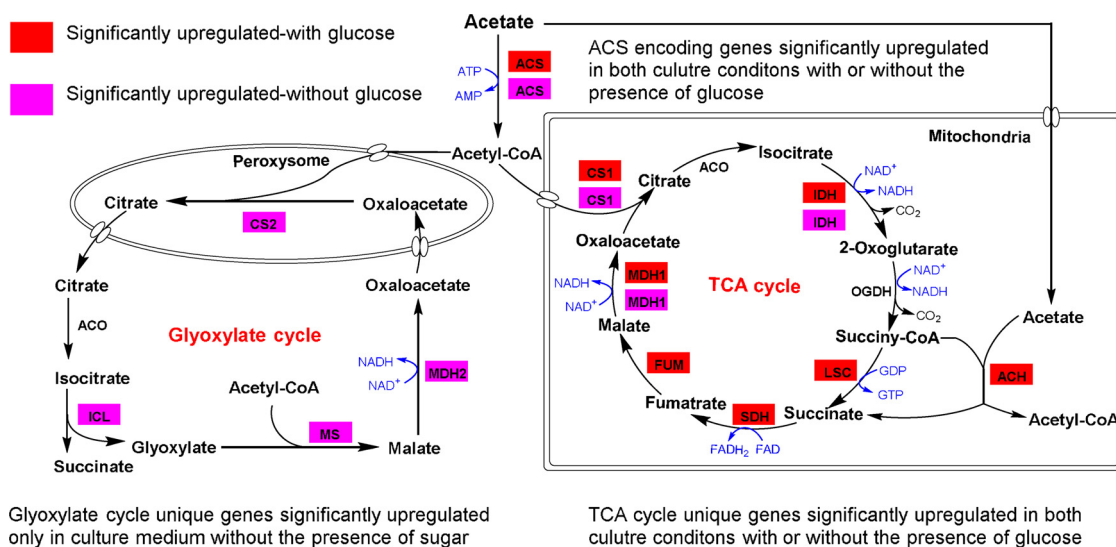 Acetate
Significantly upregulated-with glucose
Significantly upregulated-without glucose
ATP
AMP
ACS
ACS
ACS encoding genes significantly upregulated
in both culutre conditons with or without the
presence of glucose
Acetyl-CoA
Peroxysome
Citrate
Oxaloacetate
CS2
Citrate
Oxaloacetate
ACO
Glyoxylate cycle
Isocitrate
Acetyl-CoA
NADH
NAD+
MDH2
ICL
Glyoxylate
MS
Malate
Succinate
Mitochondria
CS1
CS1
Citrate
ACO
Isocitrate
NAD+
NADH
IDH
IDH
CO2
2-Oxoglutarate
Oxaloacetate
MDH1
MDH1
NADH
NAD+
TCA cycle
OGDH
NAD+
NADH
CO2
Malate
Succiny-CoA
Acetate
FUM
LSC
GDP
GTP
ACH
Fumatrate
SDH
Succinate
Acetyl-CoA
FADH2
FAD
Glyoxylate cycle unique genes significantly upregulated
only in culture medium without the presence of sugar
TCA cycle unique genes significantly upregulated in both
culutre conditons with or without the presence of glucose